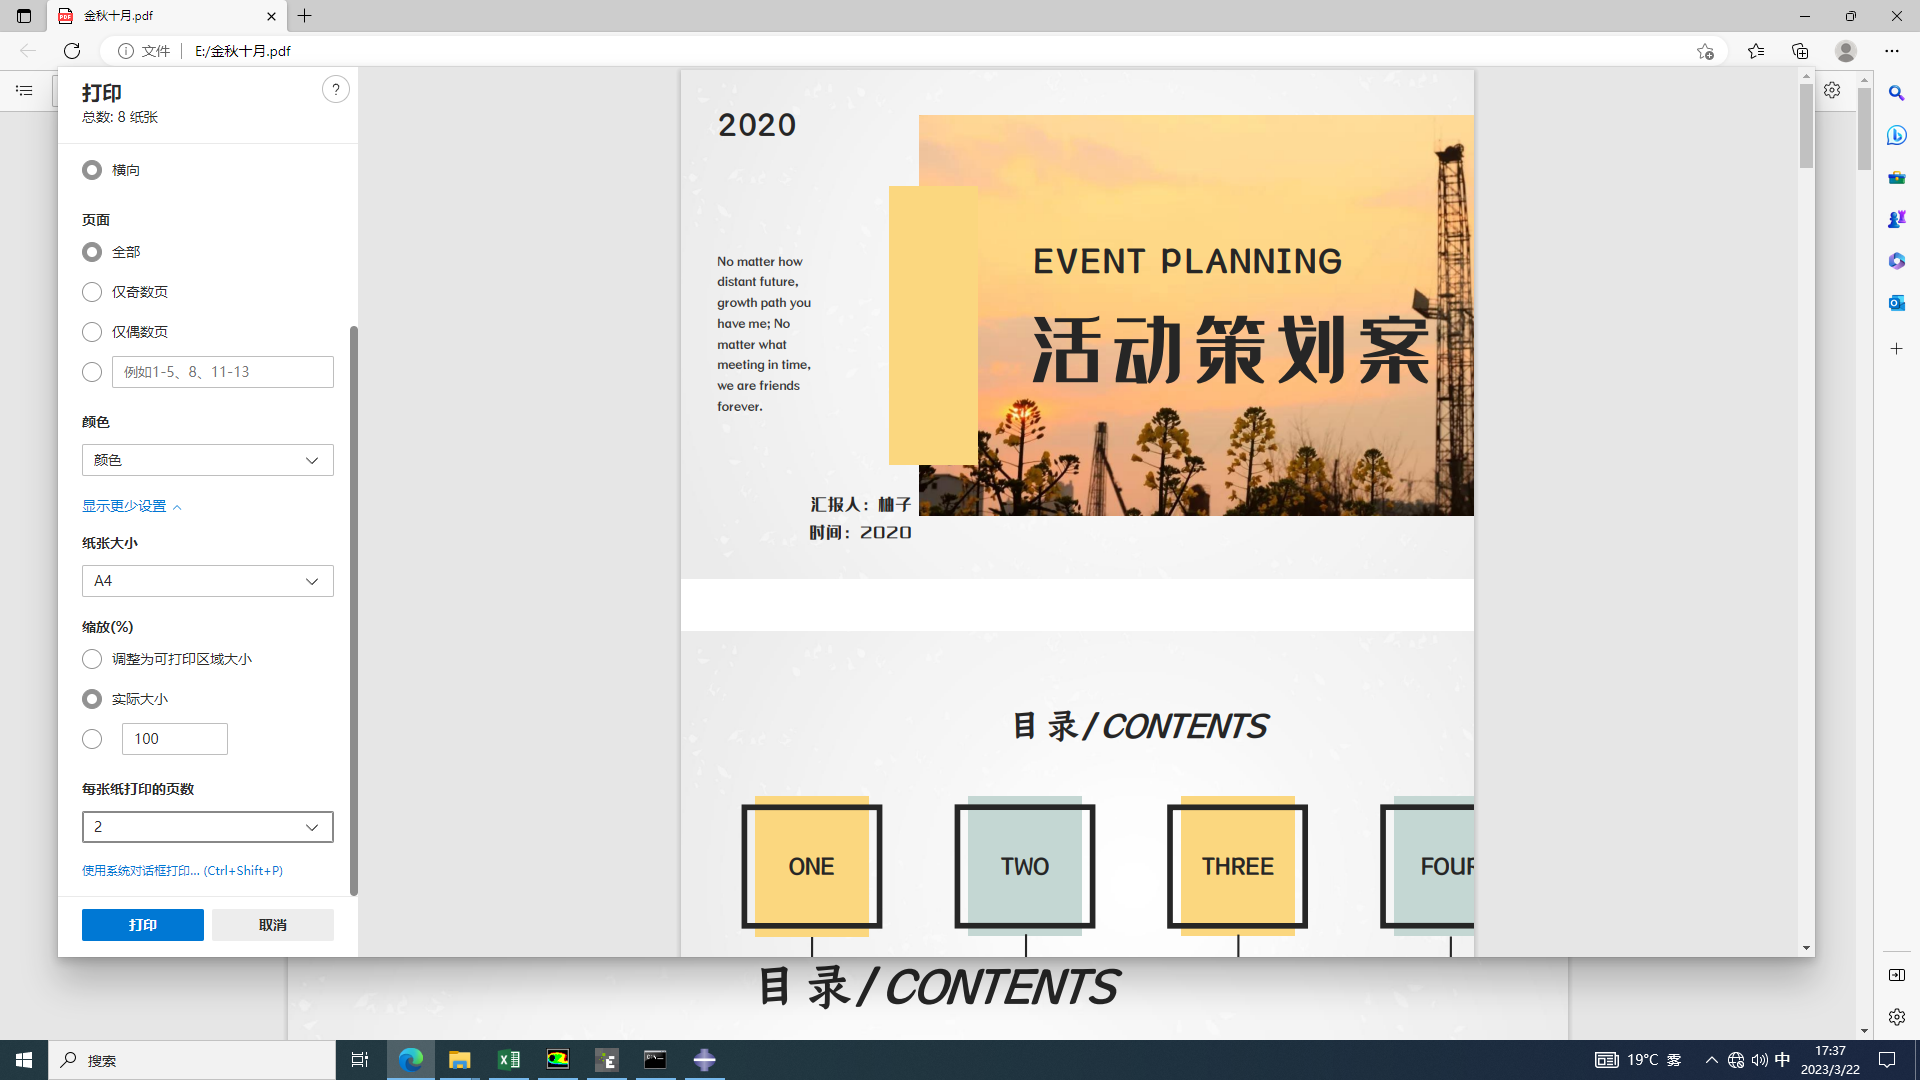 金秋十月.pdf
文件
E:/金秋十月.pdf
打印
?
总数: 8 纸张
横向
页面
全部
仅奇数页
仅偶数页
例如1-5、8、11-13
颜色
颜色
显示更少设置
纸张大小
A4
缩放(%)
调整为可打印区域大小
实际大小
100
每张纸打印的页数
2
使用系统对话框打印... (Ctrl+Shift+P)
打印
取消
2020
No matter how
distant future,
growth path you
have me; No
matter what
meeting in time,
we are friends
forever.
EVENT PLANNING
活动策划案
汇报人：柚子
时间：2020
目录/CONTENTS
ONE
TWO
THREE
FOUR
目录/CONTENTS
搜索
19°C 雾
中
17:37
2023/3/22